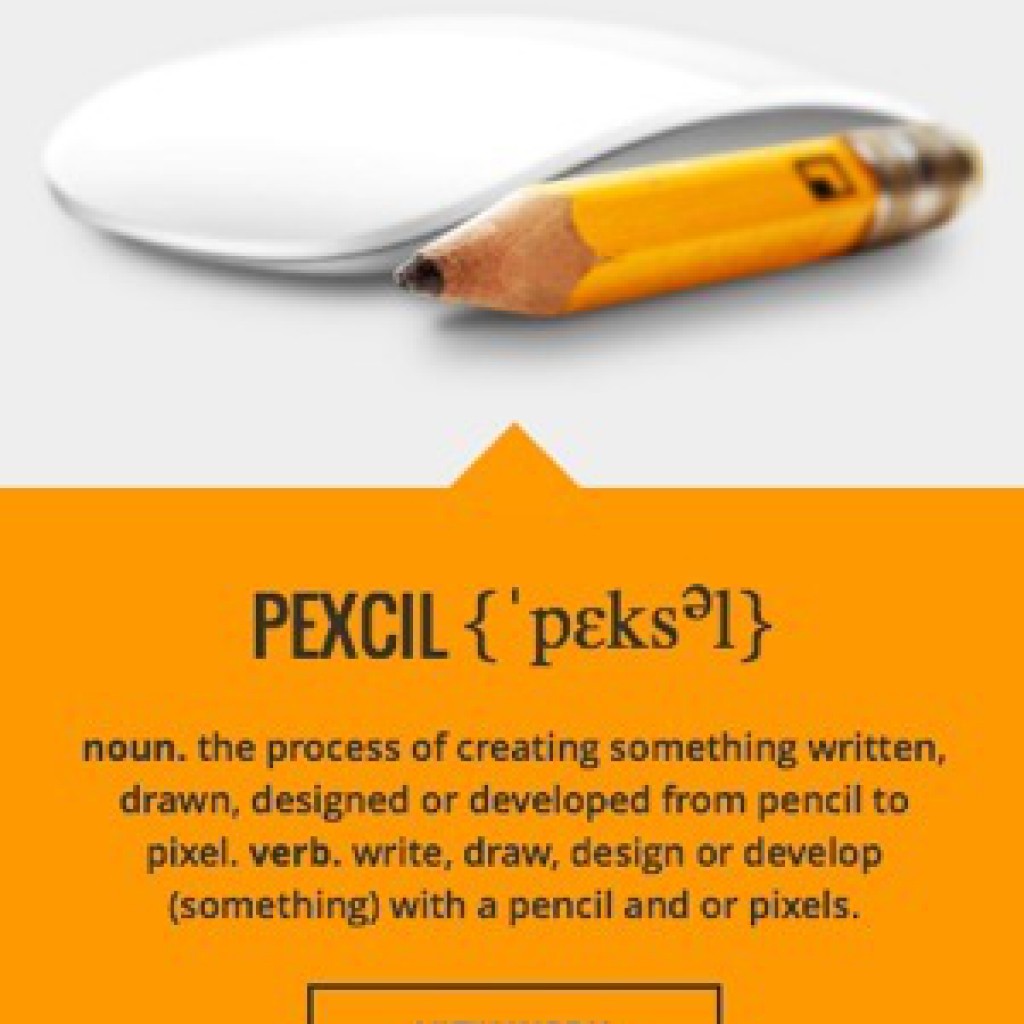 PEXCIL {ˈpɛksᵊl}
noun. the process of creating something written,
drawn, designed or developed from pencil to
pixel. verb. write, draw, design or develop
(something) with a pencil and or pixels.